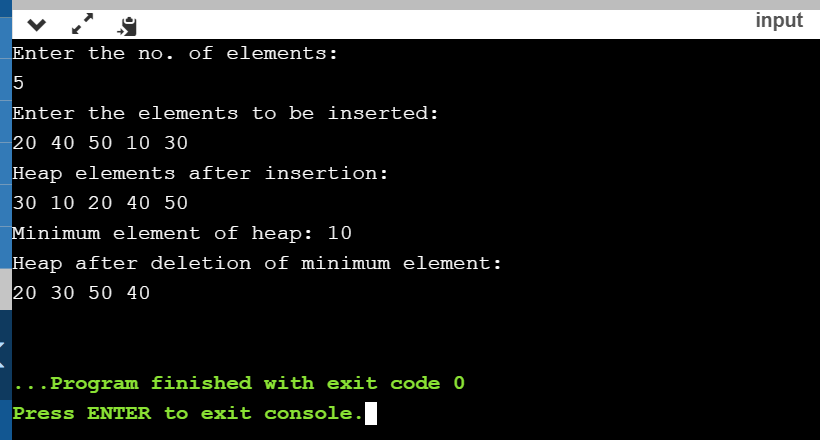 input
Enter the no. of elements:
5
Enter the elements to be inserted:
20 40 50 10 30
Heap elements after insertion:
30 10 20 40 50
Minimum element of heap: 10
Heap after deletion of minimum element:
20 30 50 40
...Program finished with exit code 0
Press ENTER to exit console.